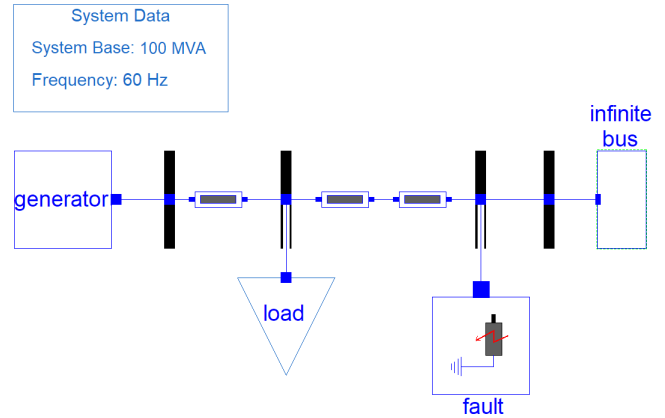 System Data
System Base: 100 MVA
Frequency: 60 Hz
infinite
bus
generator
load
fault